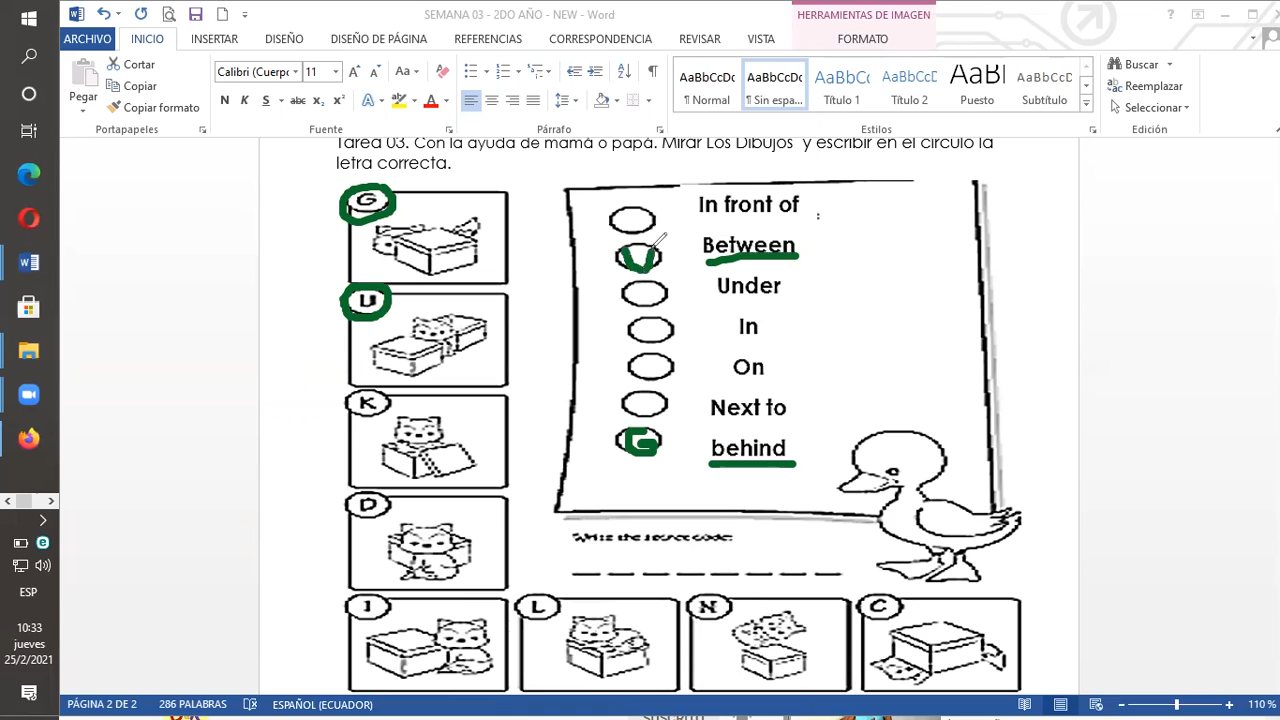 SEMANA 03 - 2DO AÑO - NEW - Word
HERRAMIENTAS DE IMAGEN
ARCHIVO INICIO INSERTAR DISEÑO DISEÑO DE PÁGINA REFERENCIAS CORRESPONDENCIA REVISAR VISTA FORMATO
Pegar
Cortar
Copiar
Copiar formato
Portapapeles
Calibri (Cuerpo 11
Fuente
Párrafo
AaBbCcDc ¶ Normal
AaBbCcDc ¶ Sin espa...
AaBbCc Título 1
AaBbCcD Título 2
AaBl Puesto
AaBbCcD Subtítulo
Estilos
Buscar
Reemplazar
Seleccionar
Edición
Tarea 03. Con la ayuda de mamá o papá. Mirar Los Dibujos y escribir en el círculo la
letra correcta.
G
U
K
D
I
L
N
C
In front of
U Between
Under
In
On
Next to
G behind
Write the secret code:
ESP
10:33
jueves
25/2/2021
PÁGINA 2 DE 2 286 PALABRAS ESPAÑOL (ECUADOR) 110 %